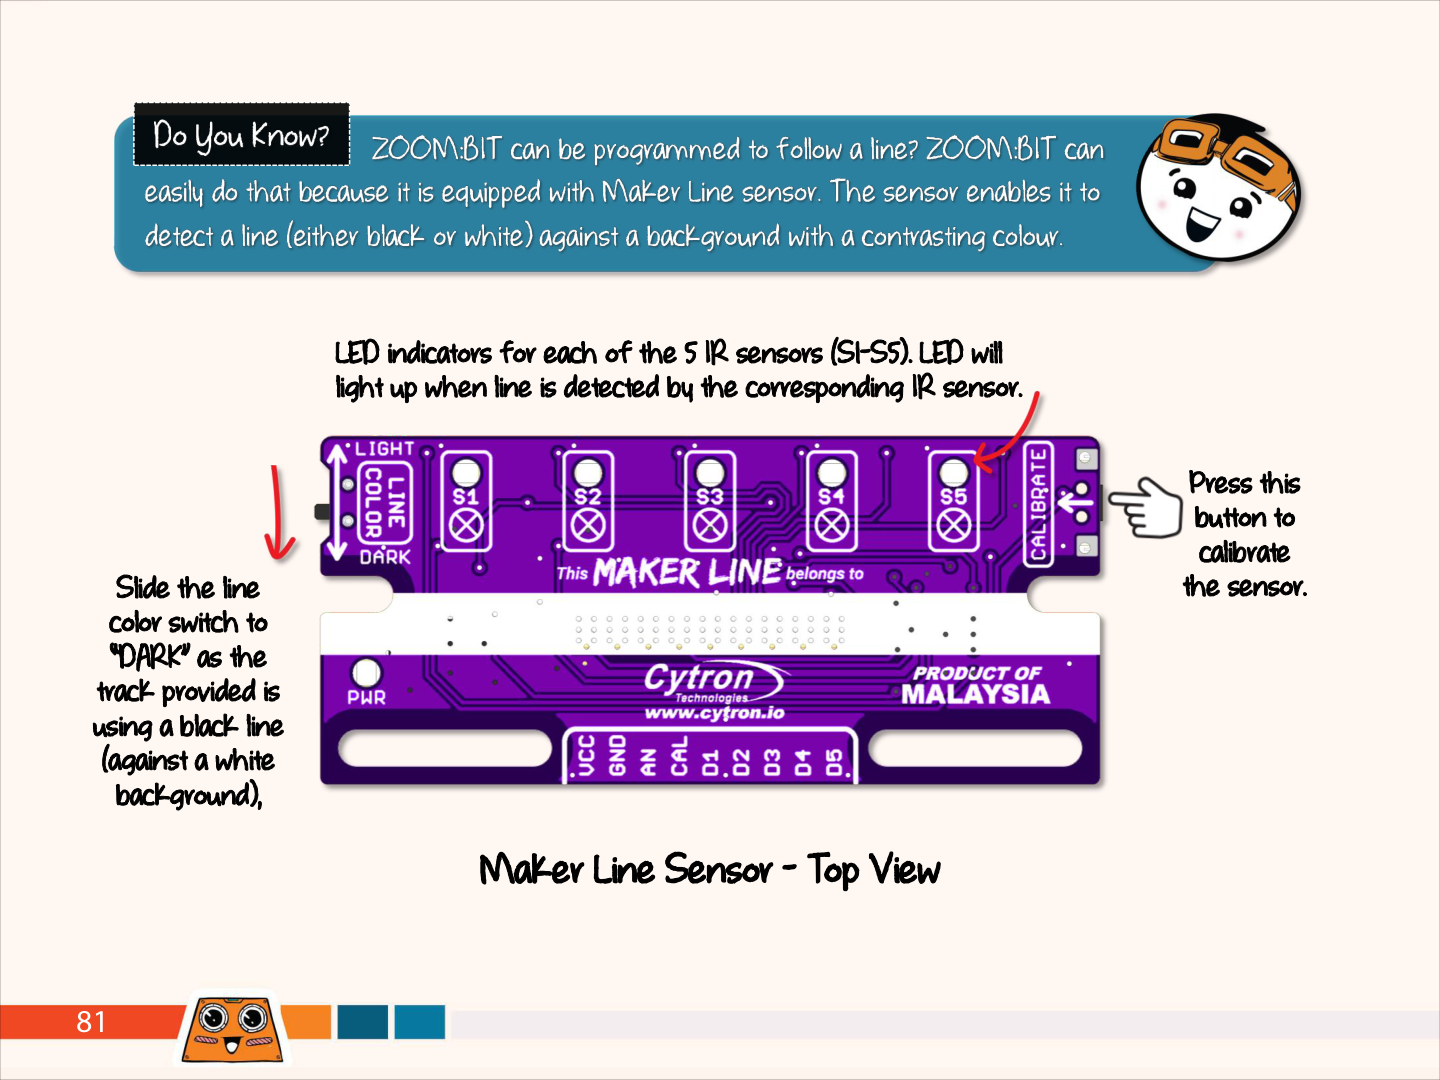 Do You Know?
ZOOM:BIT can be programmed to follow a line? ZOOM:BIT can
easily do that because it is equipped with Maker Line sensor. The sensor enables it to
detect a line (either black or white) against a background with a contrasting colour.
LED indicators for each of the 5 IR sensors (S1-S5). LED will
light up when line is detected by the corresponding IR sensor.
LIGHT
LINE
COLOR
DARK
S1
S2
S3
S4
S5
CALIBRATE
This MAKER LINE belongs to
Press this
button to
calibrate
the sensor.
Slide the line
color switch to
"DARK" as the
track provided is
using a black line
(against a white
background),
PWR
Cytron
Technologies
www.cytron.io
PRODUCT OF
MALAYSIA
VCC
GND
AN
CAL
D1
D2
D3
D4
D5
Maker Line Sensor - Top View
81